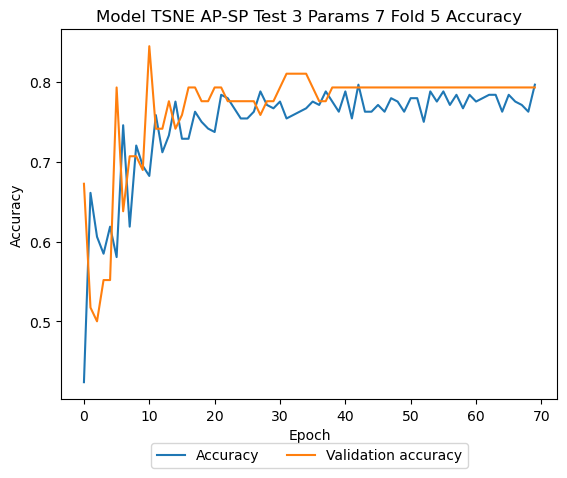 Model TSNE AP-SP Test 3 Params 7 Fold 5 Accuracy
0.8
0.7
0.6
0.5
Accuracy
0 10 20 30 40 50 60 70
Epoch
Accuracy Validation accuracy